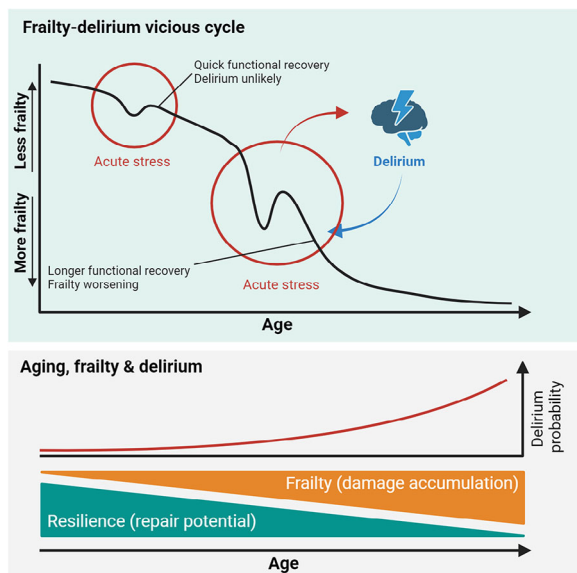 Frailty-delirium vicious cycle
Quick functional recovery
Delirium unlikely
Less frailty
Acute stress
Delirium
More frailty
Longer functional recovery
Frailty worsening
Acute stress
Age
Aging, frailty & delirium
Delirium
probability
Frailty (damage accumulation)
Resilience (repair potential)
Age